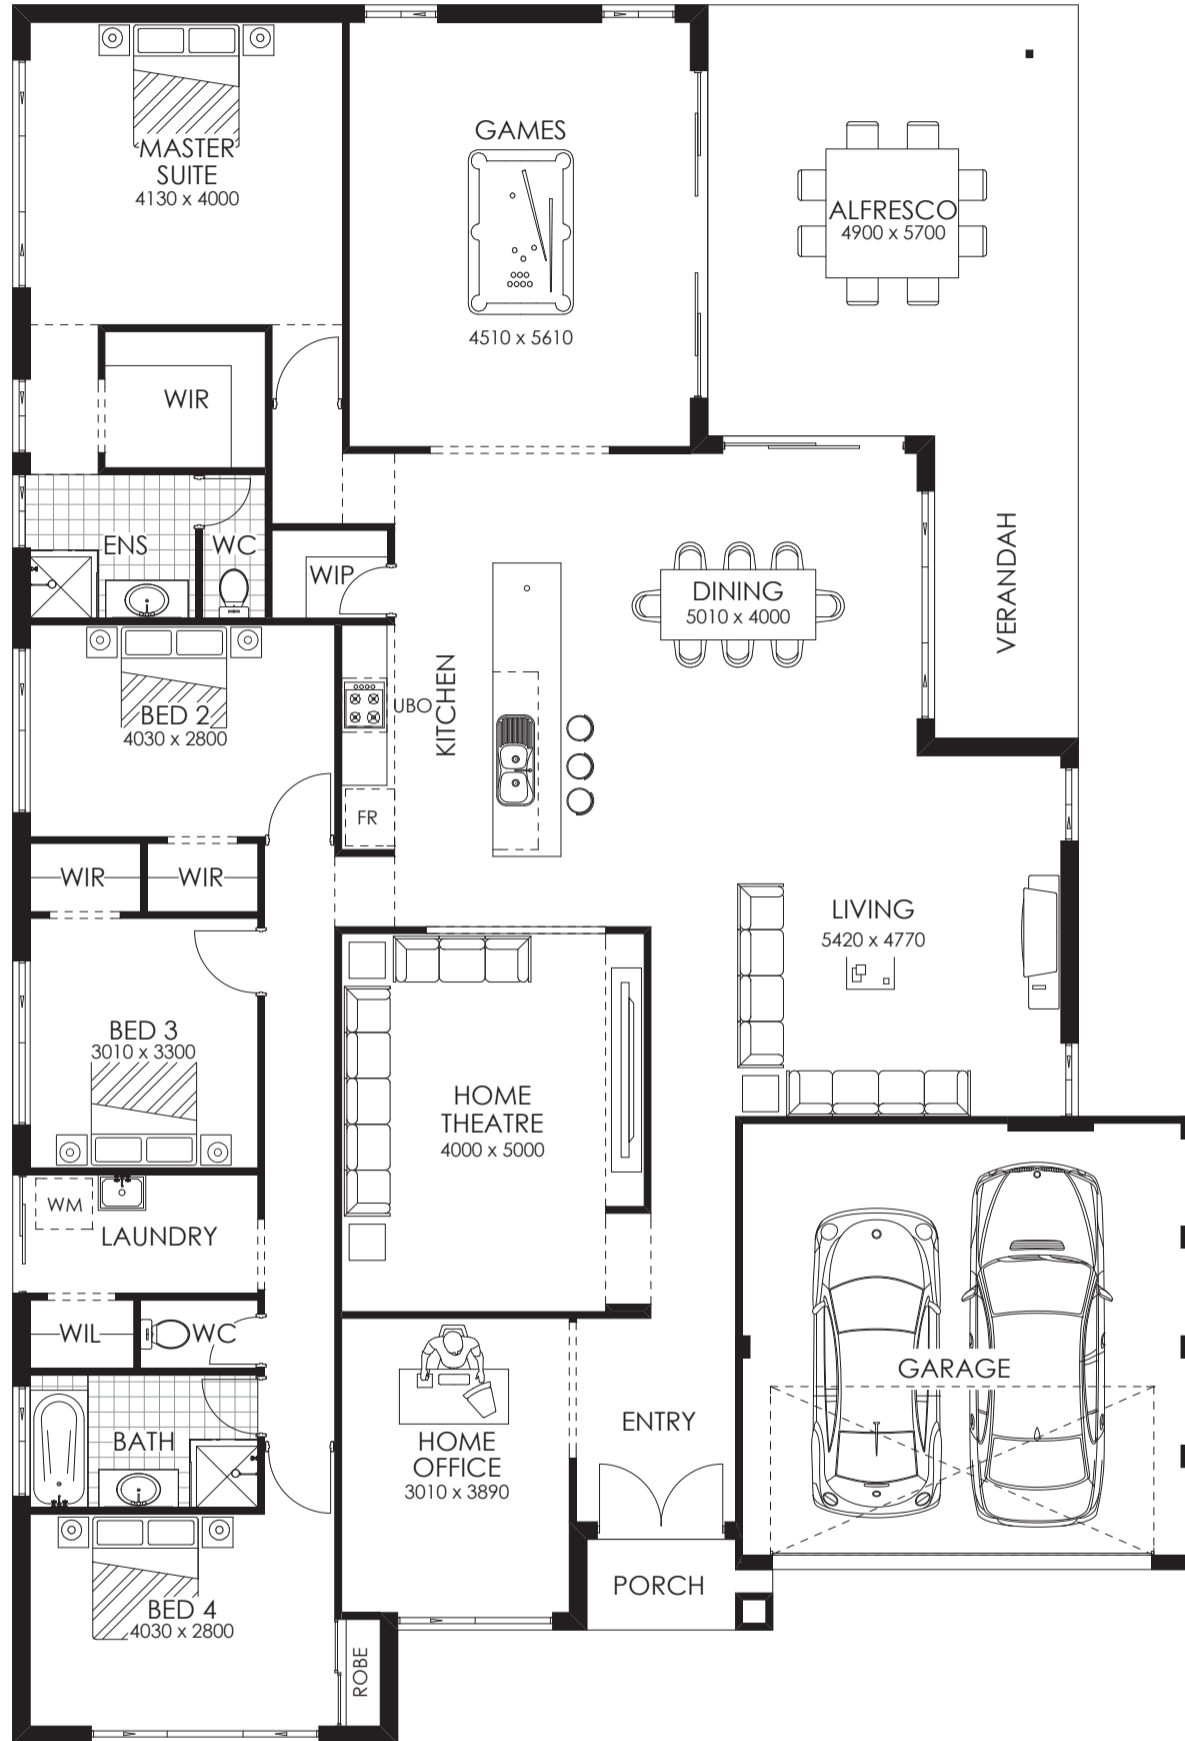 MASTER
SUITE
4130 x 4000
GAMES
4510 x 5610
ALFRESCO
4900 x 5700
WIR
ENS
WC
WIP
DINING
5010 x 4000
VERANDAH
KITCHEN
UBO
FR
BED 2
4030 x 2800
WIR
WIR
LIVING
5420 x 4770
BED 3
3010 x 3300
HOME
THEATRE
4000 x 5000
WM
LAUNDRY
WIL
WC
GARAGE
BATH
HOME
OFFICE
3010 x 3890
ENTRY
PORCH
BED 4
4030 x 2800
ROBE